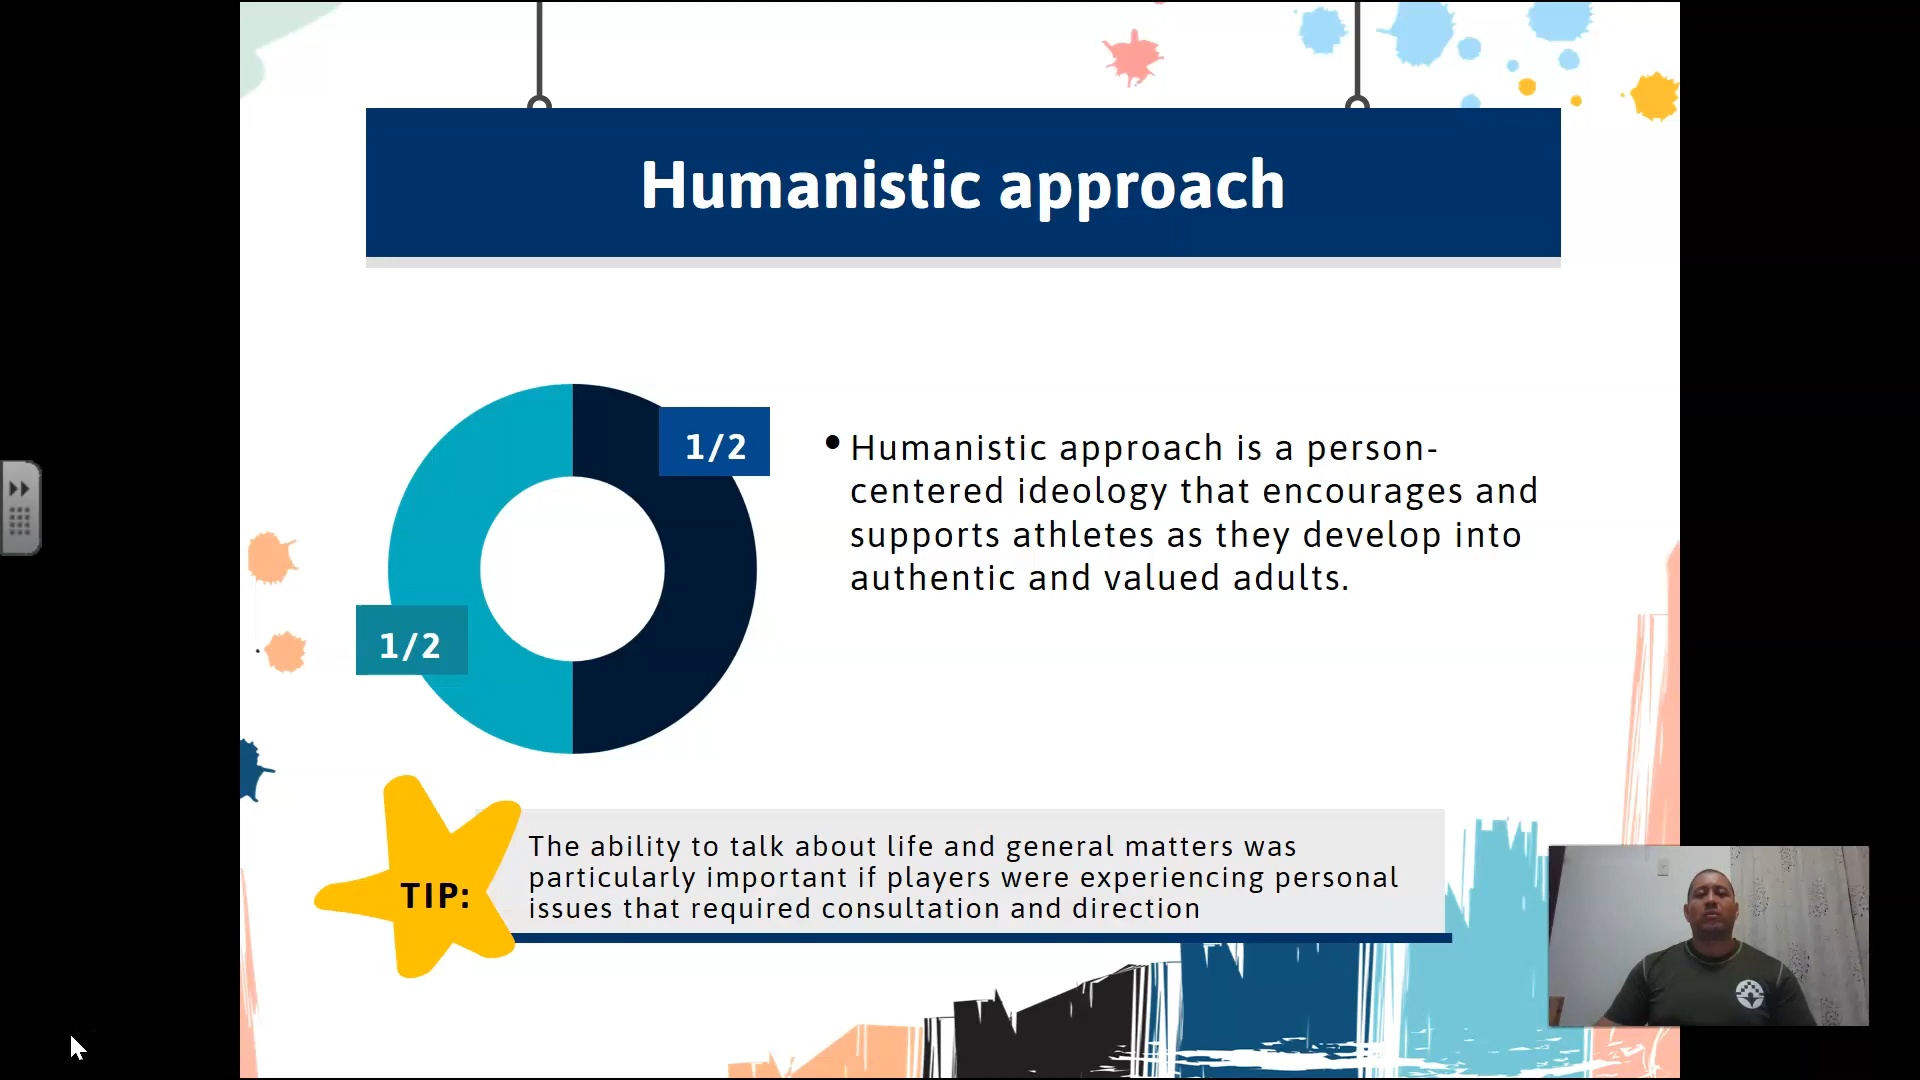 Humanistic approach
1/2
1/2
• Humanistic approach is a person-
centered ideology that encourages and
supports athletes as they develop into
authentic and valued adults.
TIP:
The ability to talk about life and general matters was
particularly important if players were experiencing personal
issues that required consultation and direction